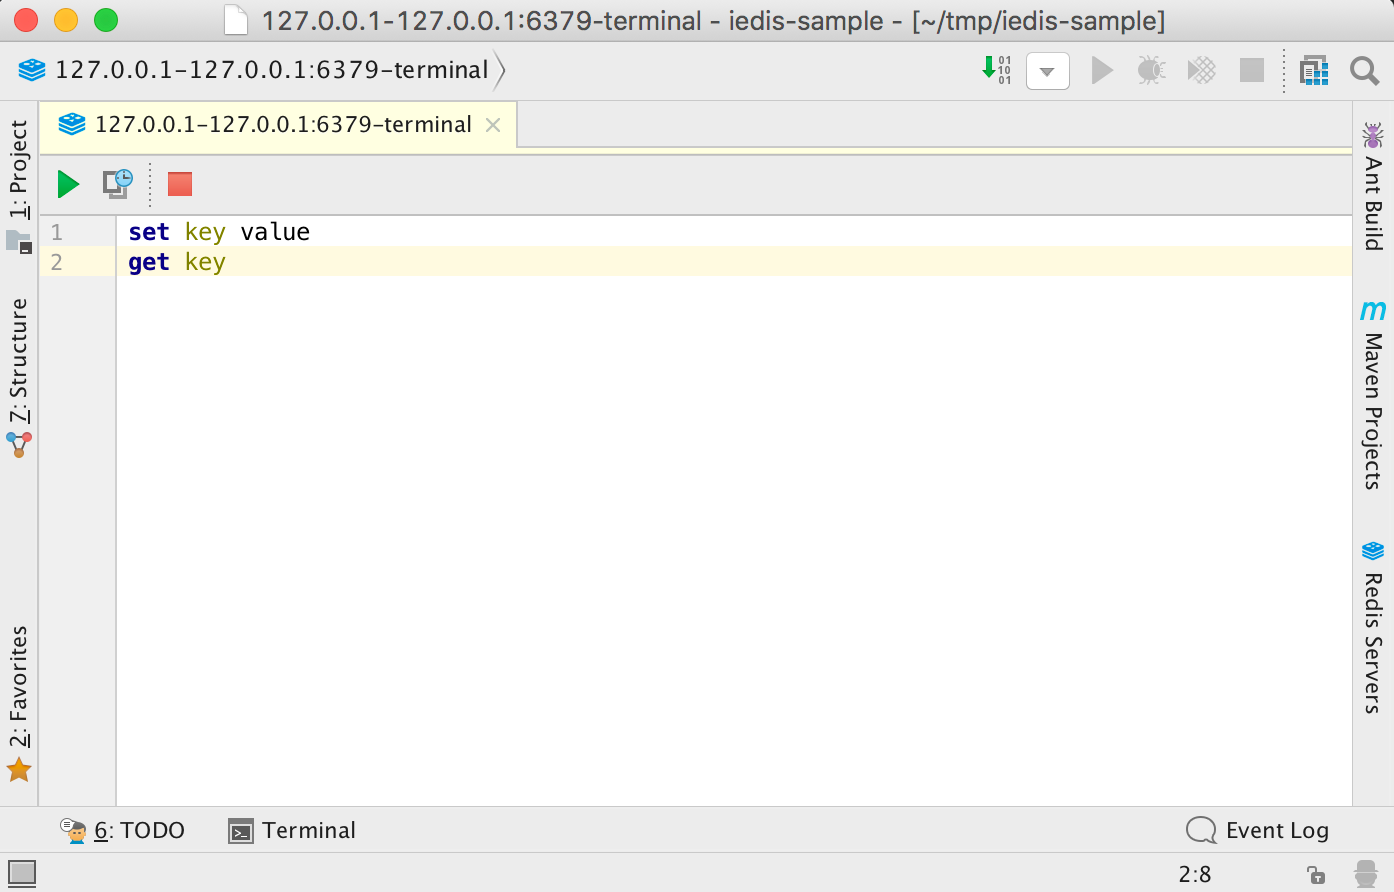 127.0.0.1-127.0.0.1:6379-terminal - iedis-sample - [~/tmp/iedis-sample]
127.0.0.1-127.0.0.1:6379-terminal
01
10
01
127.0.0.1-127.0.0.1:6379-terminal
1: Project
7: Structure
2: Favorites
1 set key value
2 get key
Ant Build
m
Maven Projects
Redis Servers
6: TODO
Terminal
Event Log
2:8